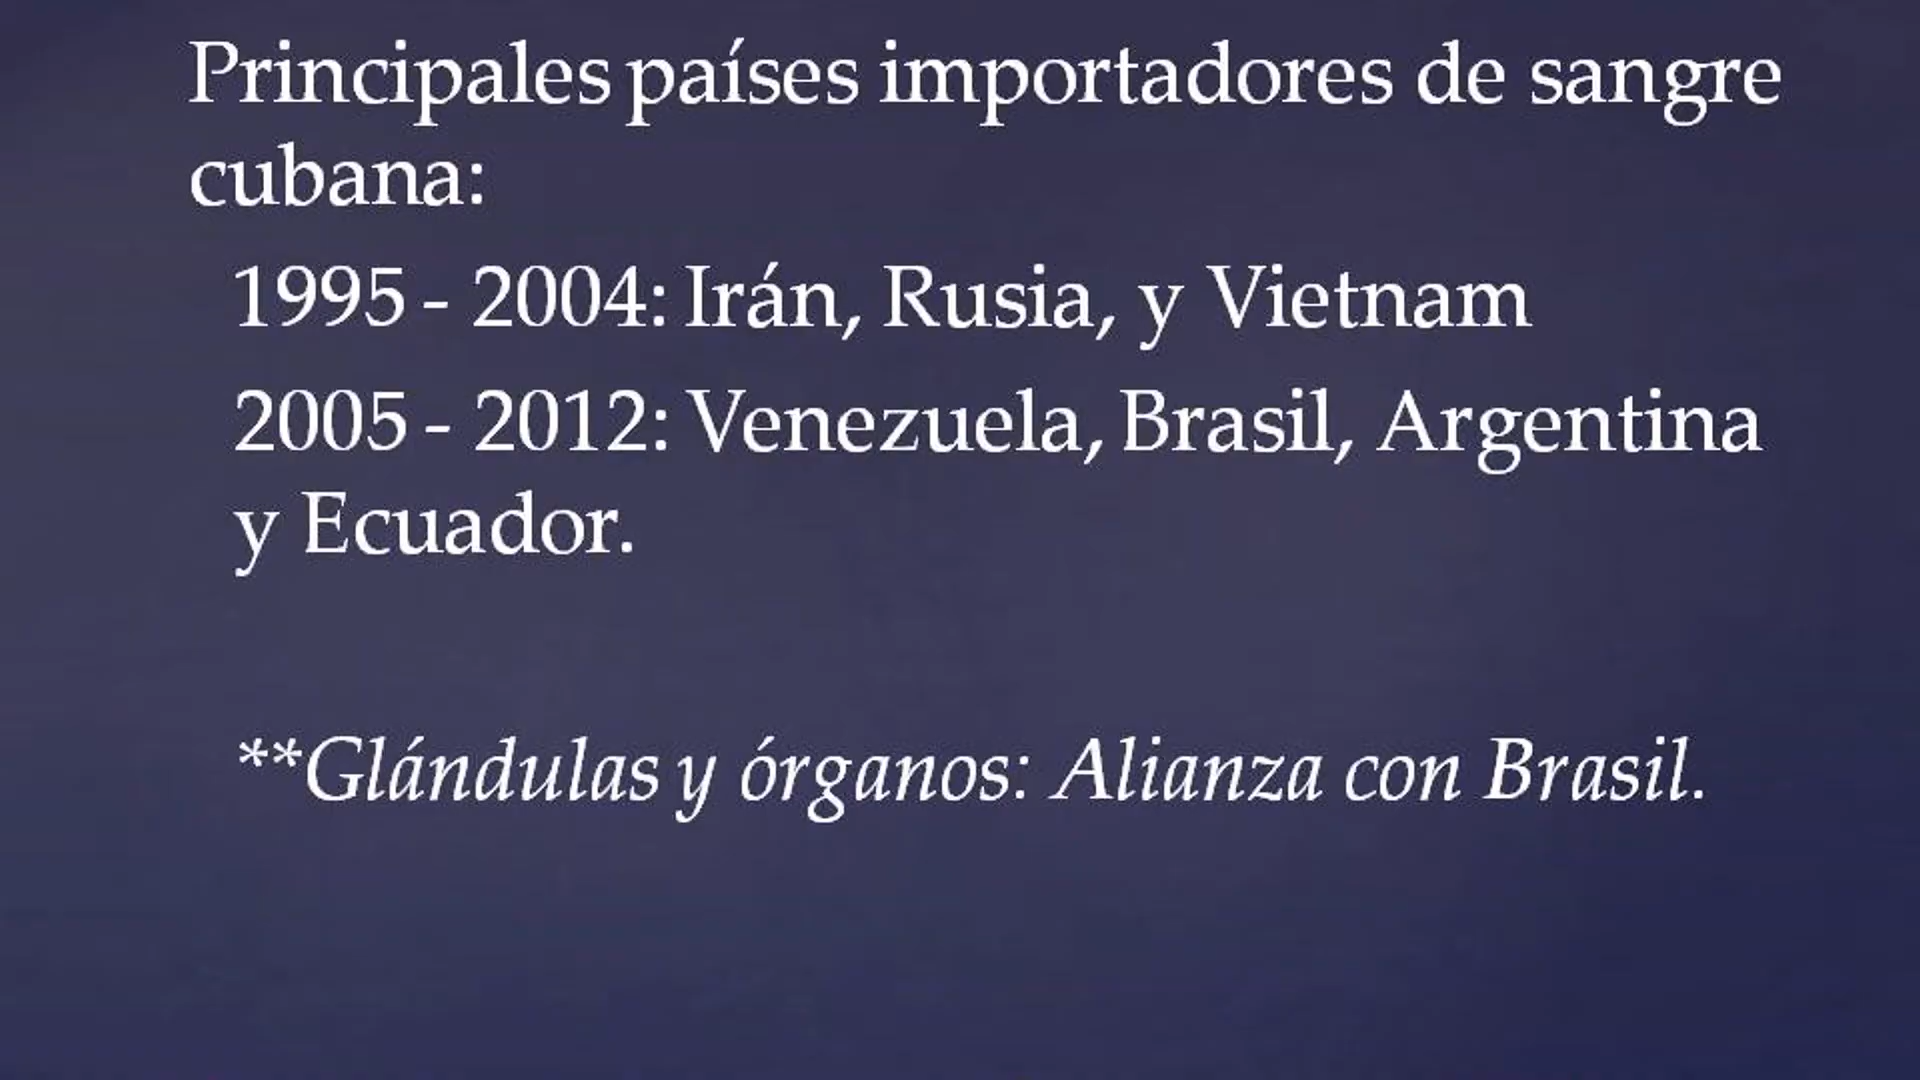 Principales países importadores de sangre
cubana:
1995 - 2004: Irán, Rusia, y Vietnam
2005 - 2012: Venezuela, Brasil, Argentina
y Ecuador.
**Glándulas y órganos: Alianza con Brasil.